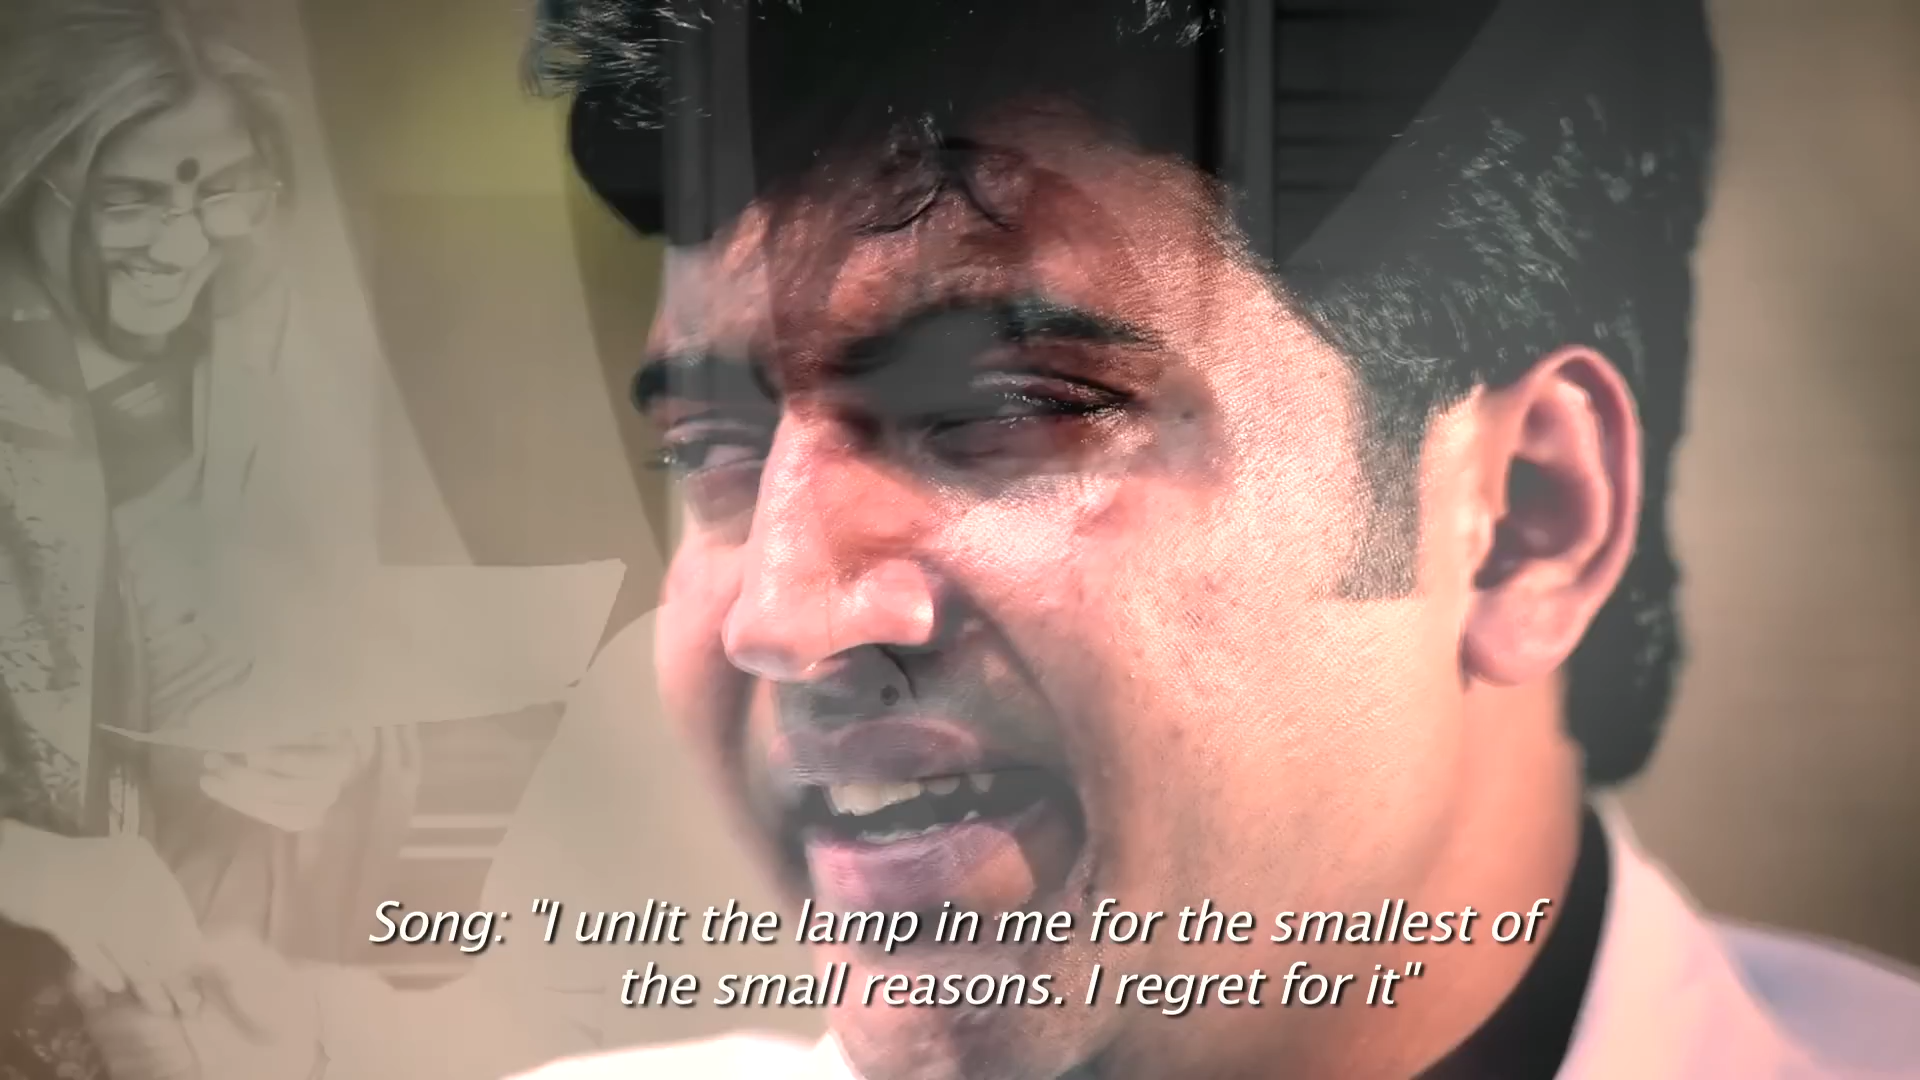 Song: "I unlit the lamp in me for the smallest of
the small reasons. I regret for it"